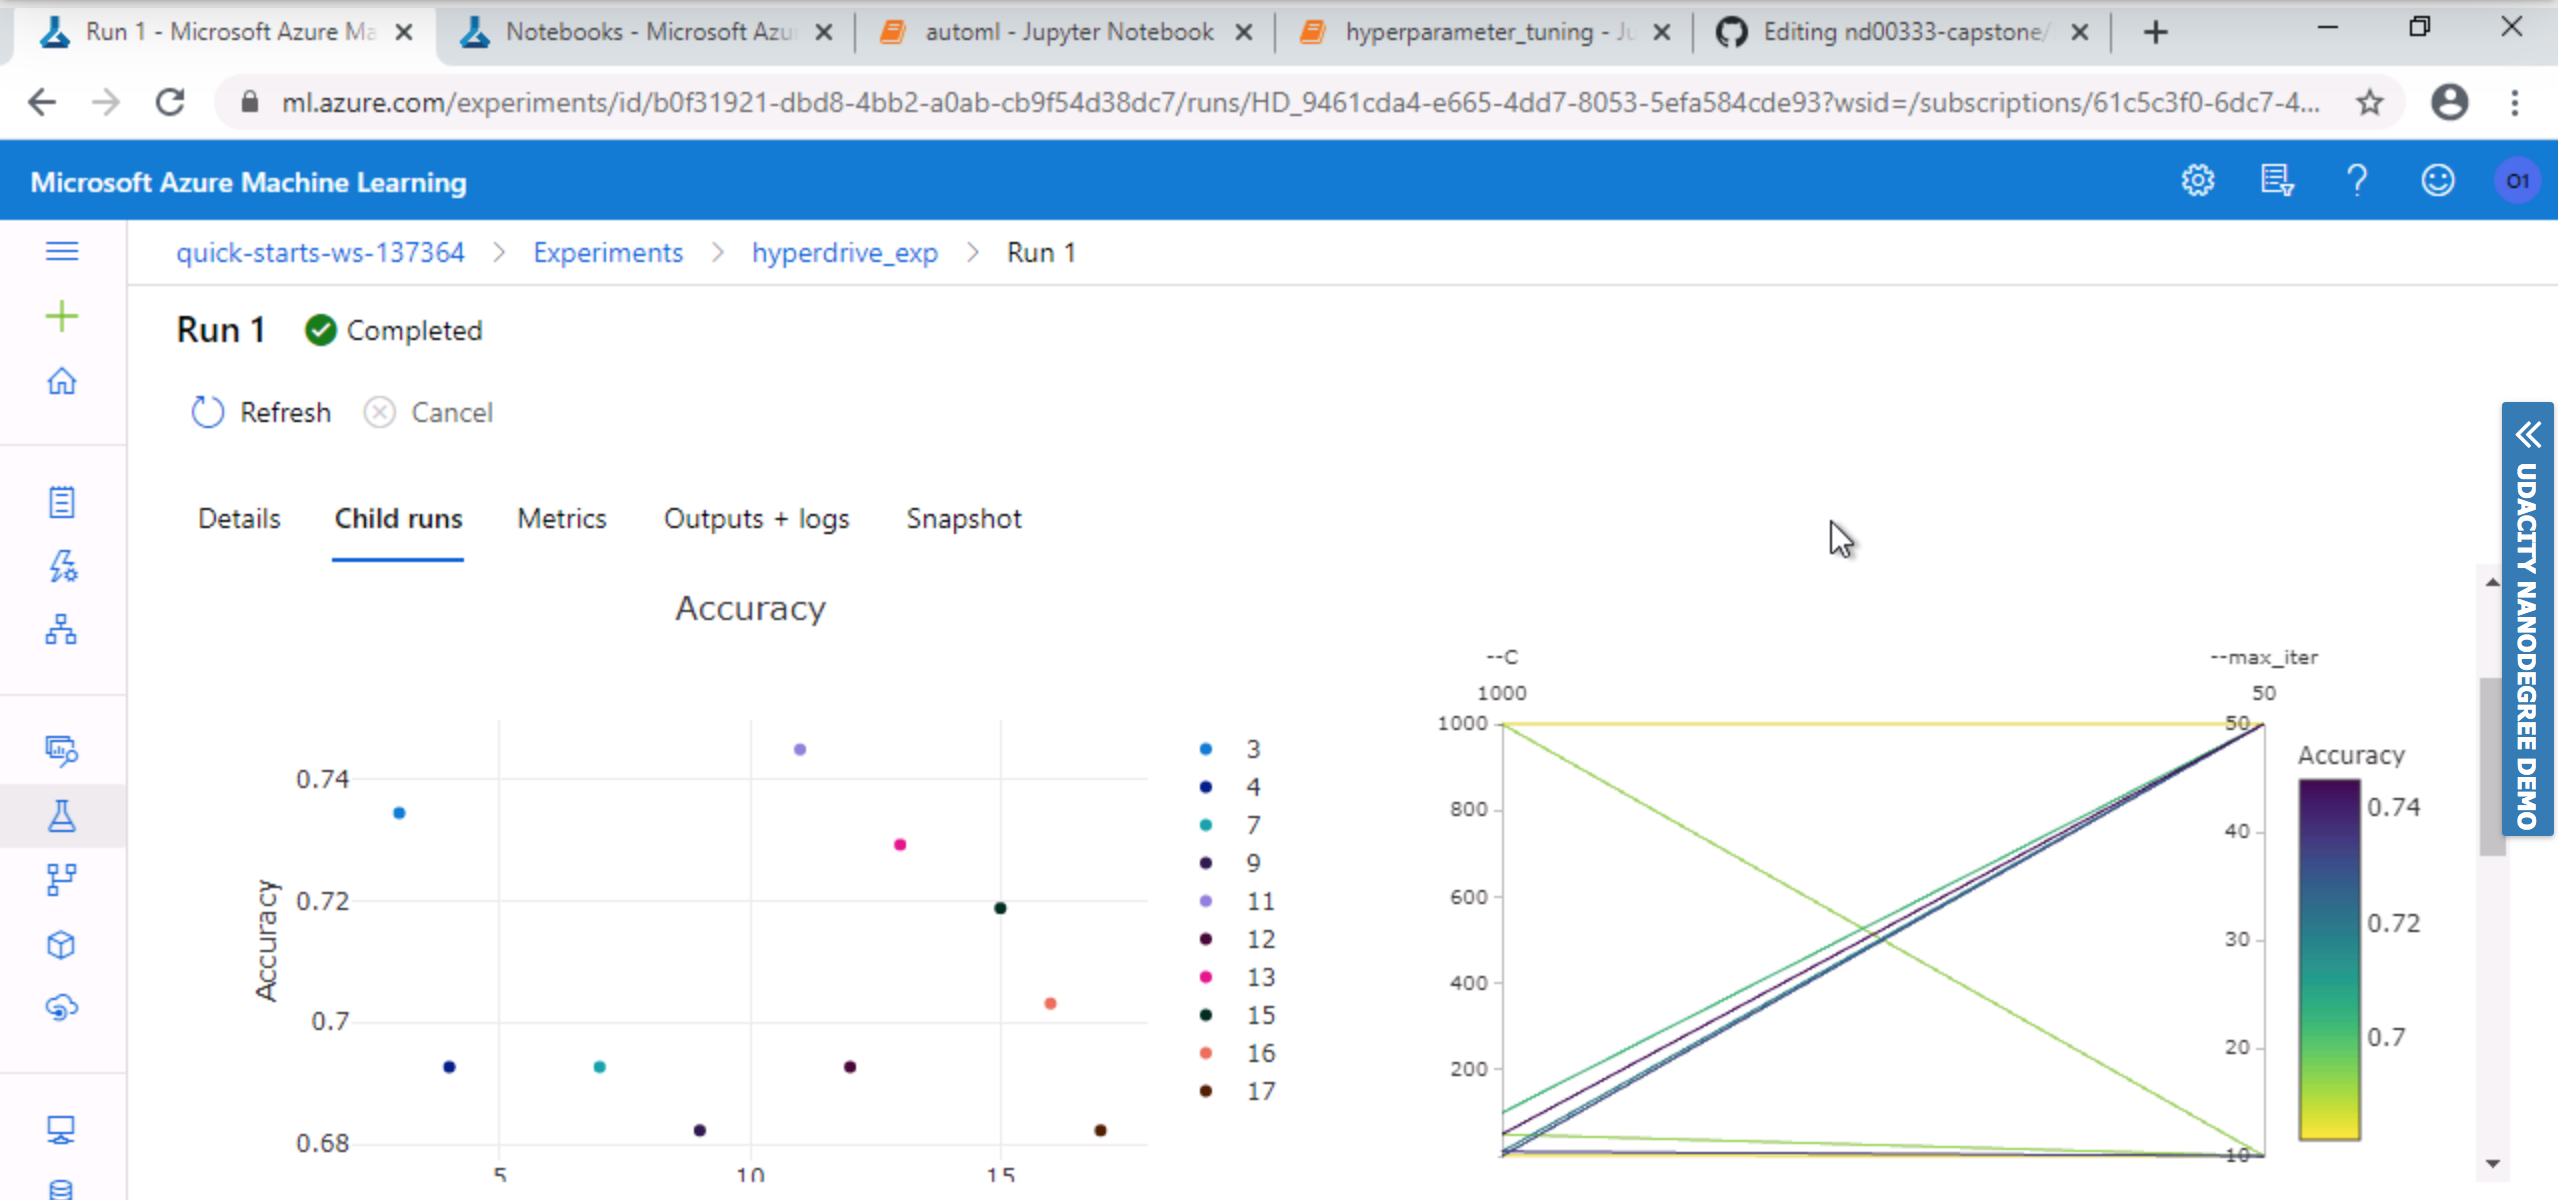 Run 1 - Microsoft Azure Ma
Notebooks - Microsoft Azu
automl - Jupyter Notebook
hyperparameter_tuning - Ju
Editing nd00333-capstone/
ml.azure.com/experiments/id/b0f31921-dbd8-4bb2-a0ab-cb9f54d38dc7/runs/HD_9461cda4-e665-4dd7-8053-5efa584cde93?wsid=/subscriptions/61c5c3f0-6dc7-4...
Microsoft Azure Machine Learning
O1
quick-starts-ws-137364 > Experiments > hyperdrive_exp > Run 1
Run 1 Completed
Refresh Cancel
Details Child runs Metrics Outputs + logs Snapshot
Accuracy
Accuracy
0.74
0.72
0.7
0.68
5 10 15
3
4
7
9
11
12
13
15
16
17
--C --max_iter
1000 50
1000
800
600
400
200
50
40
30
20
10
Accuracy
0.74
0.72
0.7
UDACITY NANODEGREE DEMO